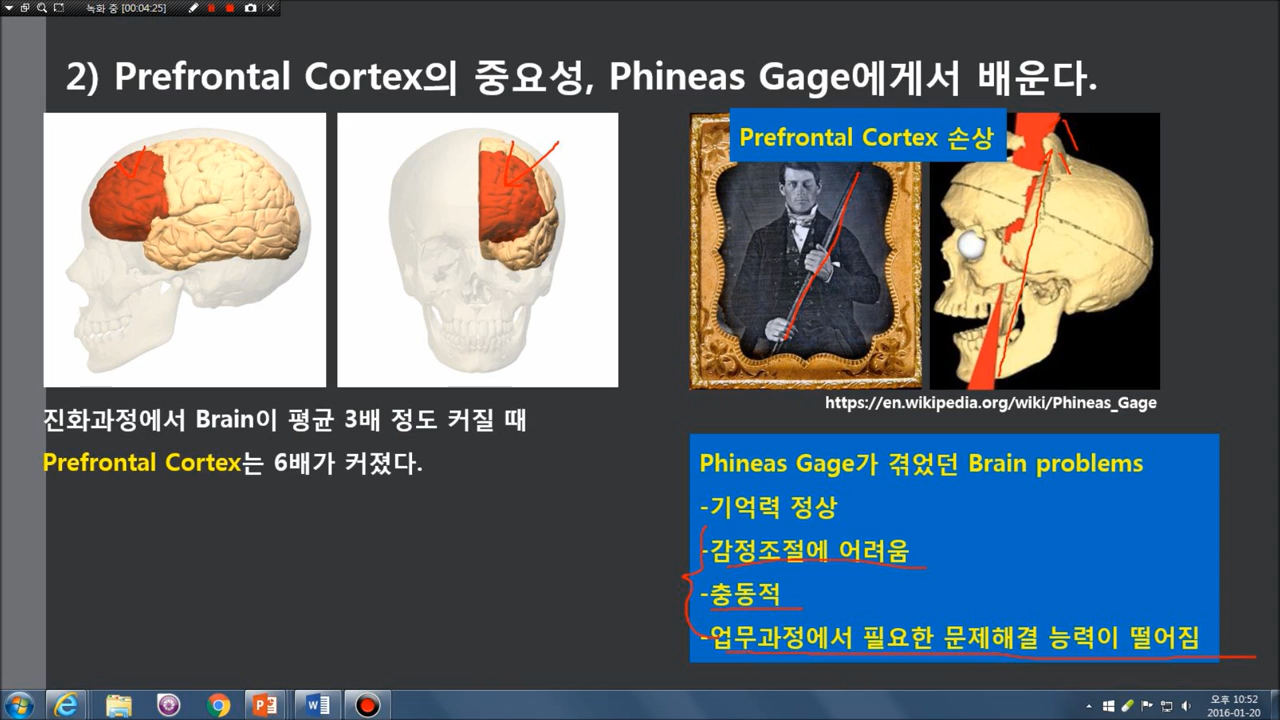 녹화 중 [00:04:25]
2) Prefrontal Cortex의 중요성, Phineas Gage에게서 배운다.
Prefrontal Cortex 손상
https://en.wikipedia.org/wiki/Phineas_Gage
진화과정에서 Brain이 평균 3배 정도 커질 때
Prefrontal Cortex는 6배가 커졌다.
Phineas Gage가 겪었던 Brain problems
-기억력 정상
-감정조절에 어려움
-충동적
-업무과정에서 필요한 문제해결 능력이 떨어짐
오후 10:52
2016-01-20